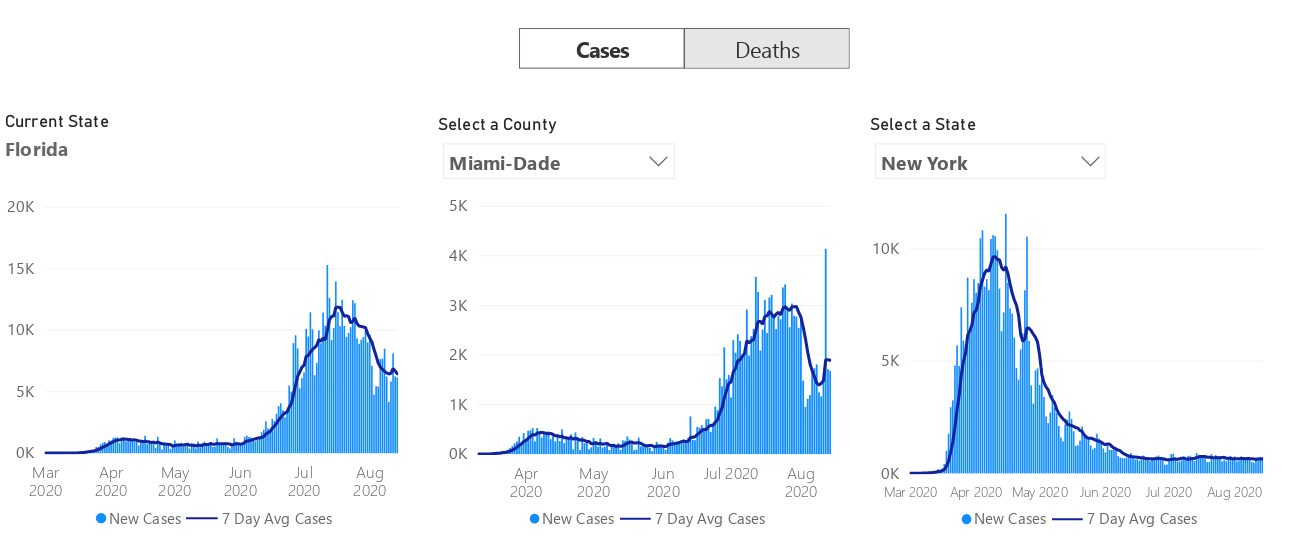 Cases Deaths
Current State
Florida
Select a County
Miami-Dade
Select a State
New York
20K
15K
10K
5K
0K
Mar 2020 Apr 2020 May 2020 Jun 2020 Jul 2020 Aug 2020
New Cases 7 Day Avg Cases
5K
4K
3K
2K
1K
0K
Apr 2020 May 2020 Jun 2020 Jul 2020 Aug 2020
New Cases 7 Day Avg Cases
10K
5K
0K
Mar 2020 Apr 2020 May 2020 Jun 2020 Jul 2020 Aug 2020
New Cases 7 Day Avg Cases